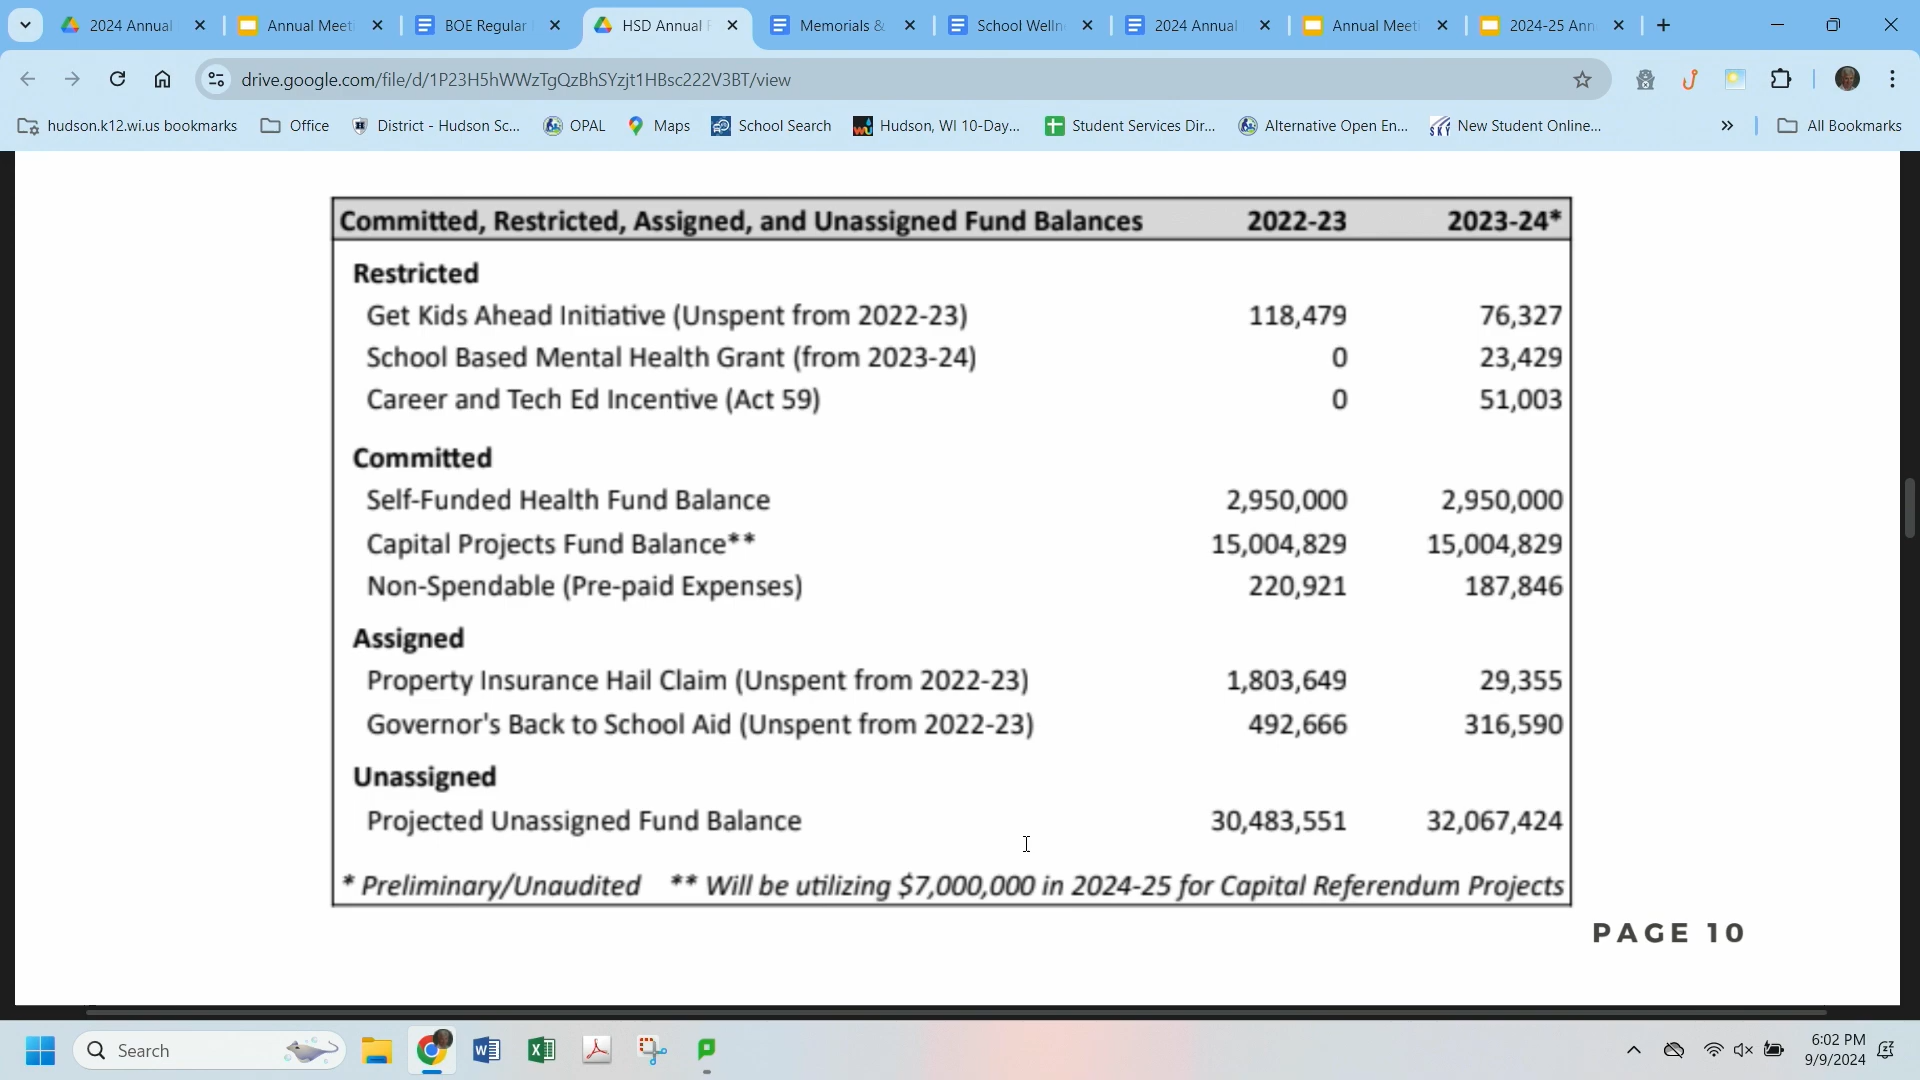 2024 Annual
Annual Meeti
BOE Regular
HSD Annual
Memorials &
School Welln
2024 Annual
Annual Meet
2024-25 Ann
drive.google.com/file/d/1P23H5hWWzTgQzBhSYzjt1HBsc222V3BT/view
hudson.k12.wi.us bookmarks
Office
District - Hudson Sc...
OPAL
Maps
School Search
Hudson, WI 10-Day...
Student Services Dir...
Alternative Open En...
New Student Online...
All Bookmarks
Committed, Restricted, Assigned, and Unassigned Fund Balances 2022-23 2023-24*
Restricted
Get Kids Ahead Initiative (Unspent from 2022-23) 118,479 76,327
School Based Mental Health Grant (from 2023-24) 0 23,429
Career and Tech Ed Incentive (Act 59) 0 51,003
Committed
Self-Funded Health Fund Balance 2,950,000 2,950,000
Capital Projects Fund Balance** 15,004,829 15,004,829
Non-Spendable (Pre-paid Expenses) 220,921 187,846
Assigned
Property Insurance Hail Claim (Unspent from 2022-23) 1,803,649 29,355
Governor's Back to School Aid (Unspent from 2022-23) 492,666 316,590
Unassigned
Projected Unassigned Fund Balance 30,483,551 32,067,424
* Preliminary/Unaudited ** Will be utilizing $7,000,000 in 2024-25 for Capital Referendum Projects
PAGE 10
Search
6:02 PM
9/9/2024